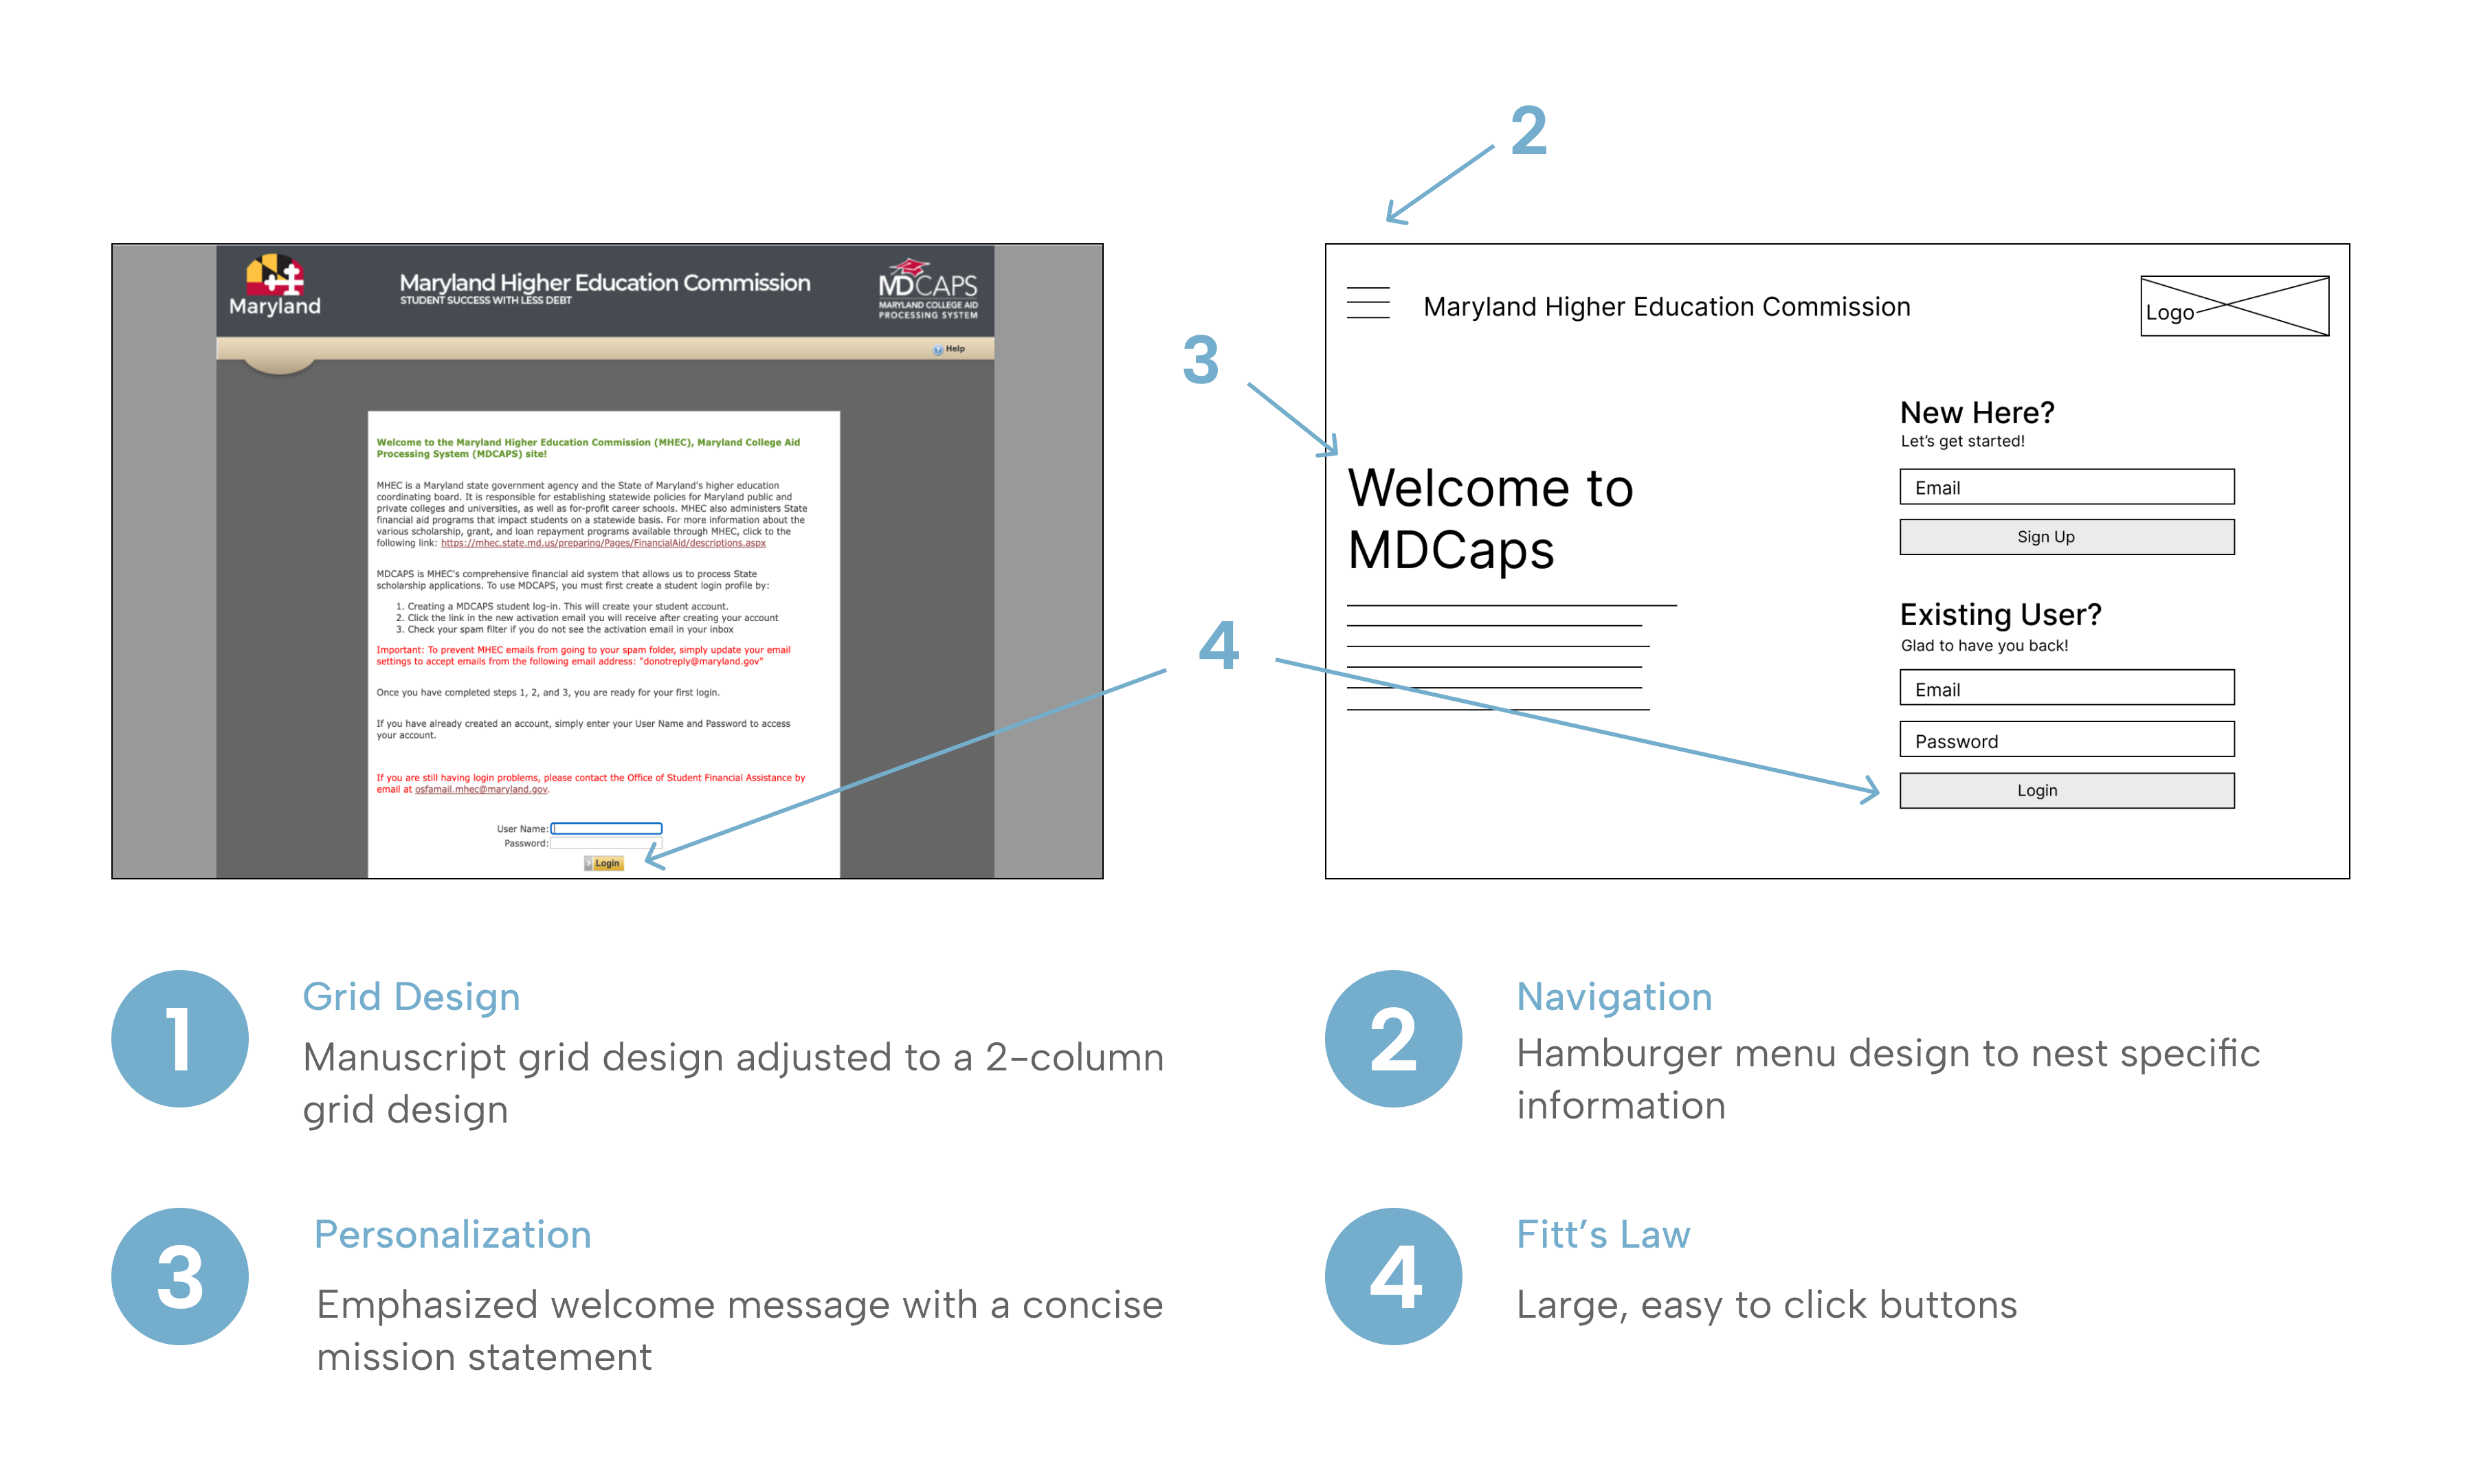 2
Maryland
Maryland Higher Education Commission
STUDENT SUCCESS WITH LESS DEBT
MDCAPS
MARYLAND COLLEGE AID
PROCESSING SYSTEM
Help
Welcome to the Maryland Higher Education Commission (MHEC), Maryland College Aid
Processing System (MDCAPS) site!
MHEC is a Maryland state government agency and the State of Maryland's higher education
coordinating board. It is responsible for establishing statewide policies for Maryland public and
private colleges and universities, as well as for-profit career schools. MHEC also administers State
financial aid programs that impact students on a statewide basis. For more information about the
various scholarship, grant, and loan repayment programs available through MHEC, click to the
following link: https://mhec.state.md.us/preparing/Pages/FinancialAid/descriptions.aspx
MDCAPS is MHEC's comprehensive financial aid system that allows us to process State
scholarship applications. To use MDCAPS, you must first create a student login profile by:
1. Creating a MDCAPS student log-in. This will create your student account.
2. Click the link in the new activation email you will receive after creating your account
3. Check your spam filter if you do not see the activation email in your inbox
Important: To prevent MHEC emails from going to your spam folder, simply update your email
settings to accept emails from the following email address: "donotreply@maryland.gov"
Once you have completed steps 1, 2, and 3, you are ready for your first login.
If you have already created an account, simply enter your User Name and Password to access
your account.
If you are still having login problems, please contact the Office of Student Financial Assistance by
email at osfamail.mhec@maryland.gov.
User Name:
Password:
Login
3
4
Maryland Higher Education Commission
Logo
Welcome to
MDCaps
New Here?
Let's get started!
Email
Sign Up
Existing User?
Glad to have you back!
Email
Password
Login
1
Grid Design
Manuscript grid design adjusted to a 2-column
grid design
2
Navigation
Hamburger menu design to nest specific
information
3
Personalization
Emphasized welcome message with a concise
mission statement
4
Fitt's Law
Large, easy to click buttons